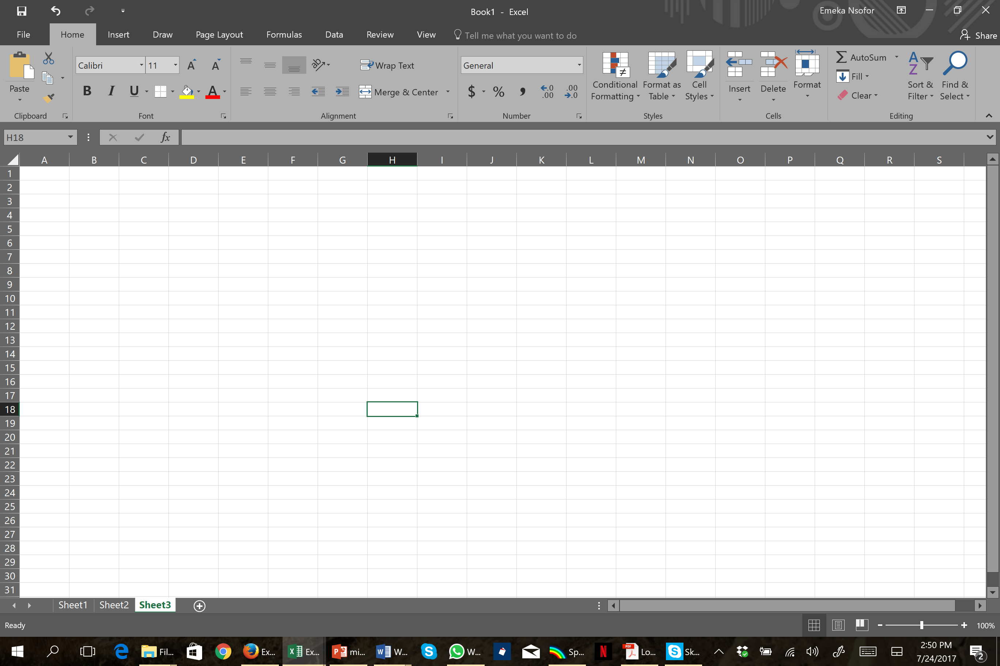 Book1 - Excel
Emeka Nsofor
File Home Insert Draw Page Layout Formulas Data Review View Tell me what you want to do Share
Calibri 11 Wrap Text General AutoSum
Paste B I U A Merge & Center $ % Conditional Formatting Format as Table Cell Styles Insert Delete Format Fill Clear Sort & Filter Find & Select
Clipboard Font Alignment Number Styles Cells Editing
H18 fx
A B C D E F G H I J K L M N O P Q R S
1
2
3
4
5
6
7
8
9
10
11
12
13
14
15
16
17
18
19
20
21
22
23
24
25
26
27
28
29
30
31
Sheet1 Sheet2 Sheet3
Ready 100%
Fil... Ex... Ex... mi... W... W... Sp... Lo... Sk... 2:50 PM
7/24/2017 2